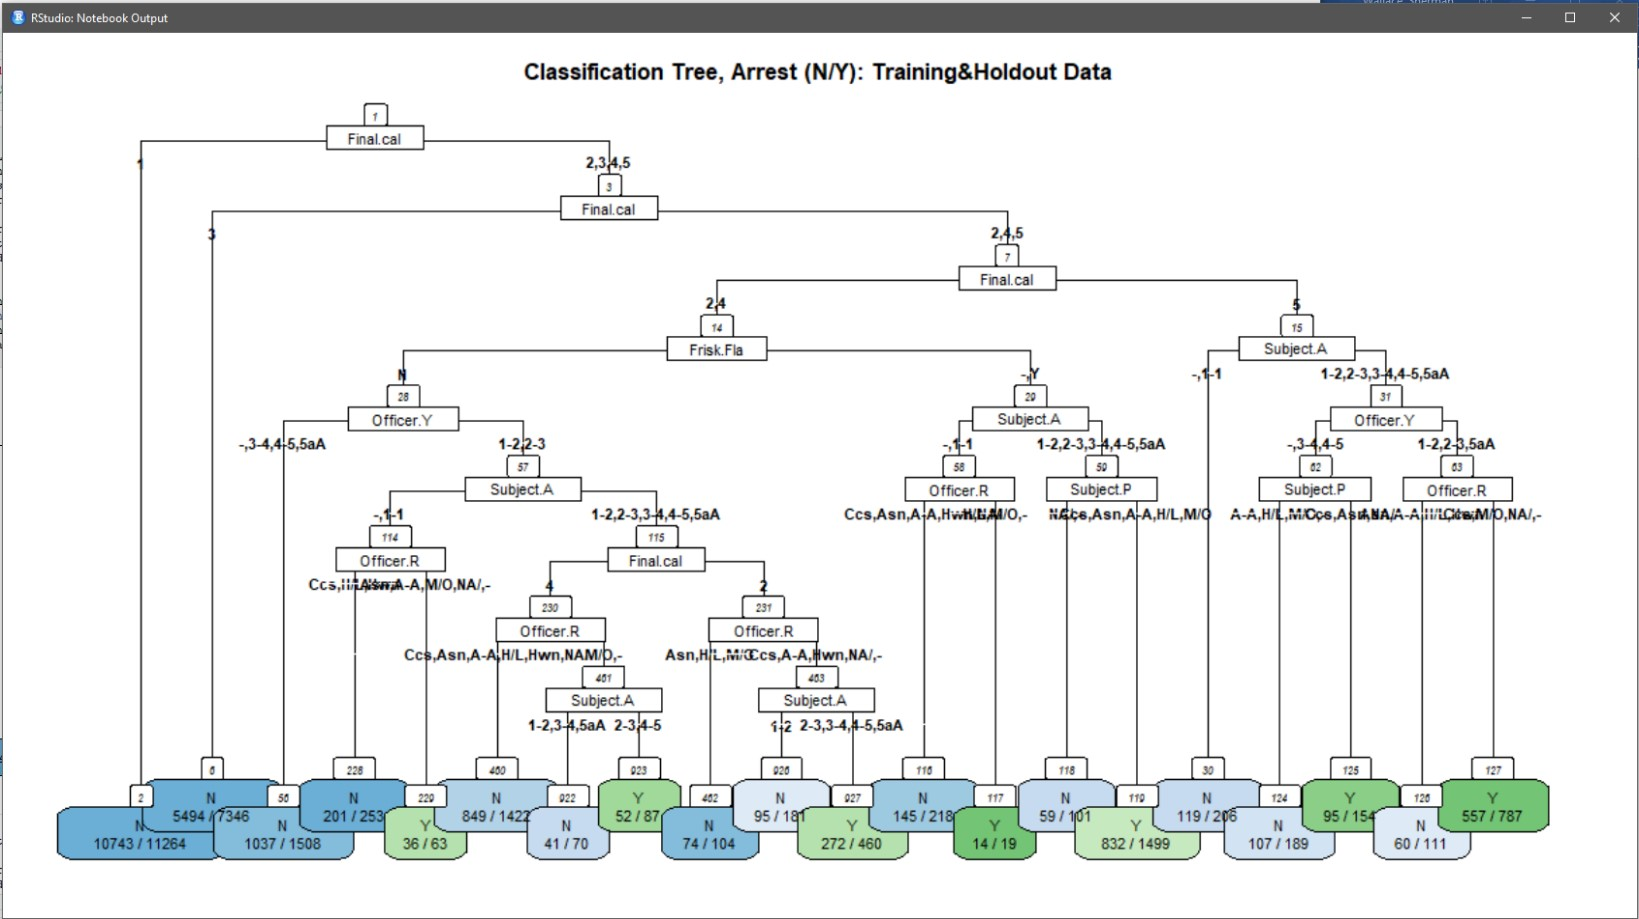 RStudio: Notebook Output
Classification Tree, Arrest (N/Y): Training&Holdout Data
1
Final.cal
1
2,3,4,5
3
Final.cal
3
2,4,5
7
Final.cal
2,4
5
14
15
Frisk.Fla
Subject.A
N
-,Y
-,1-1
1-2,2-3,3-4,4-5,5aA
28
29
31
Officer.Y
Subject.A
Officer.Y
-,3-4,4-5,5aA
1-2,2-3
-,1-1
1-2,2-3,3-4,4-5,5aA
-,3-4,4-5
1-2,2-3,5aA
57
58
59
62
63
Subject.A
Officer.R
Subject.P
Subject.P
Officer.R
-,1-1
1-2,2-3,3-4,4-5,5aA
114
115
Officer.R
Final.cal
4
2
230
231
Officer.R
Officer.R
Ccs,Asn,A-A,H/L,Hwn,NAM/O,-
Ccs,A-A,Hwn,NA/,-
461
463
Subject.A
Subject.A
1-2,3-4,5aA
2-3,4-5
1-2
2-3,3-4,4-5,5aA
6
228
460
923
926
116
118
30
125
127
2
56
229
922
462
927
117
119
124
126
N
5494 / 7346
N
201 / 253
N
849 / 1422
Y
52 / 87
N
95 / 181
N
145 / 218
N
59 / 101
N
119 / 206
Y
95 / 154
Y
557 / 787
N
10743 / 11264
N
1037 / 1508
Y
36 / 63
N
41 / 70
N
74 / 104
Y
272 / 460
Y
14 / 19
Y
832 / 1499
N
107 / 189
N
60 / 111